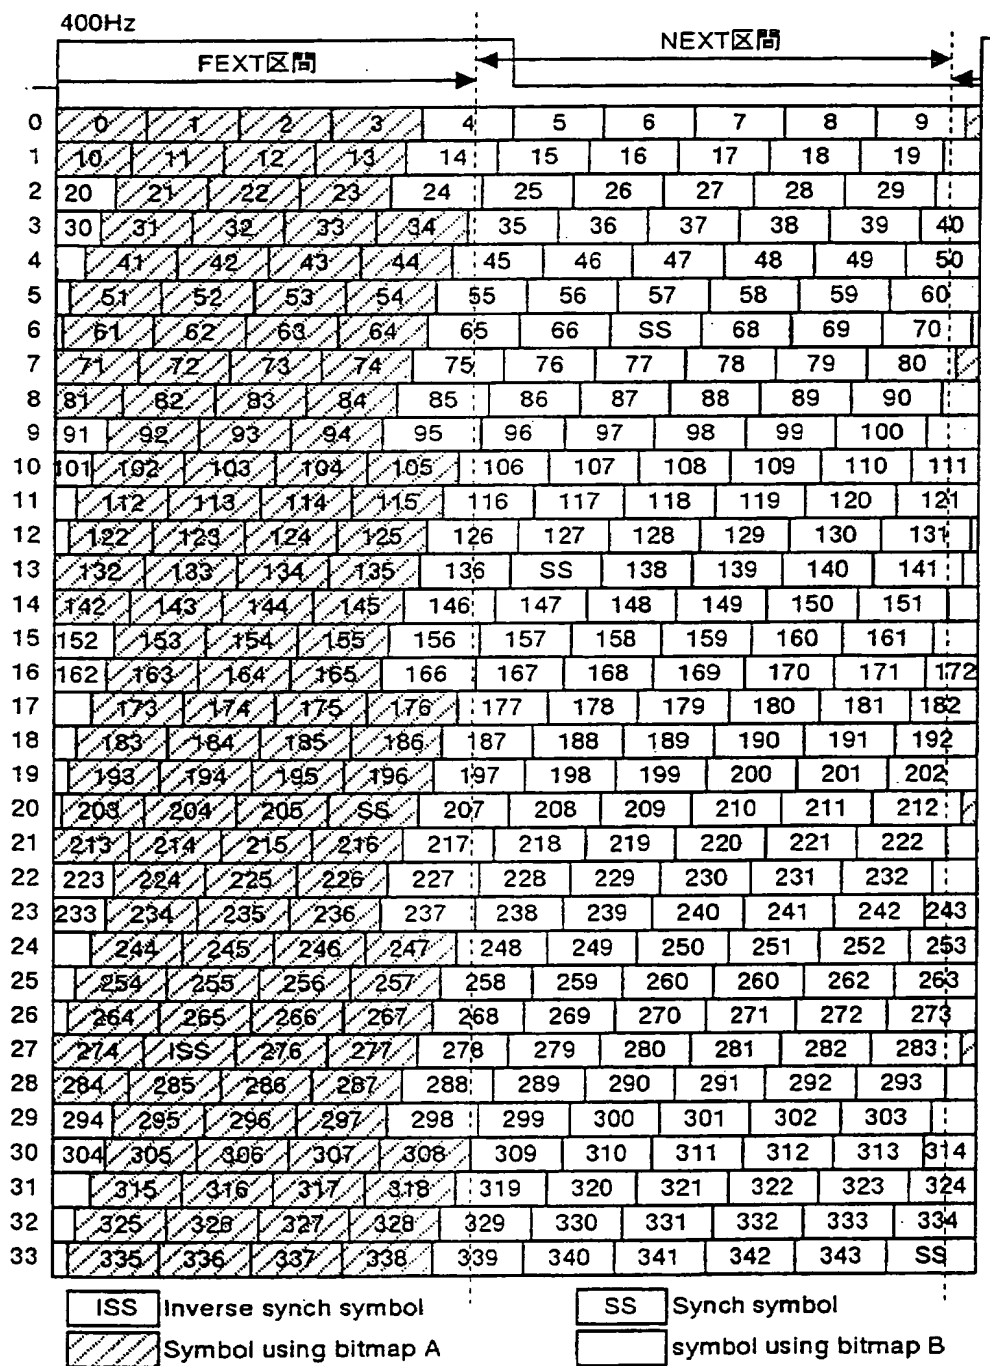 400Hz
FEXT区間 NEXT区間
0 0 1 2 3 4 5 6 7 8 9
1 10 11 12 13 14 15 16 17 18 19
2 20 21 22 23 24 25 26 27 28 29
3 30 31 32 33 34 35 36 37 38 39 40
4 41 42 43 44 45 46 47 48 49 50
5 51 52 53 54 55 56 57 58 59 60
6 61 62 63 64 65 66 SS 68 69 70
7 71 72 73 74 75 76 77 78 79 80
8 81 82 83 84 85 86 87 88 89 90
9 91 92 93 94 95 96 97 98 99 100
10 101 102 103 104 105 106 107 108 109 110 111
11 112 113 114 115 116 117 118 119 120 121
12 122 123 124 125 126 127 128 129 130 131
13 132 133 134 135 136 SS 138 139 140 141
14 142 143 144 145 146 147 148 149 150 151
15 152 153 154 155 156 157 158 159 160 161
16 162 163 164 165 166 167 168 169 170 171 172
17 173 174 175 176 177 178 179 180 181 182
18 183 184 185 186 187 188 189 190 191 192
19 193 194 195 196 197 198 199 200 201 202
20 203 204 205 SS 207 208 209 210 211 212
21 213 214 215 216 217 218 219 220 221 222
22 223 224 225 226 227 228 229 230 231 232
23 233 234 235 236 237 238 239 240 241 242 243
24 244 245 246 247 248 249 250 251 252 253
25 254 255 256 257 258 259 260 260 262 263
26 264 265 266 267 268 269 270 271 272 273
27 274 ISS 276 277 278 279 280 281 282 283
28 284 285 286 287 288 289 290 291 292 293
29 294 295 296 297 298 299 300 301 302 303
30 304 305 306 307 308 309 310 311 312 313 314
31 315 316 317 318 319 320 321 322 323 324
32 325 326 327 328 329 330 331 332 333 334
33 335 336 337 338 339 340 341 342 343 SS
ISS Inverse synch symbol SS Synch symbol
Symbol using bitmap A symbol using bitmap B